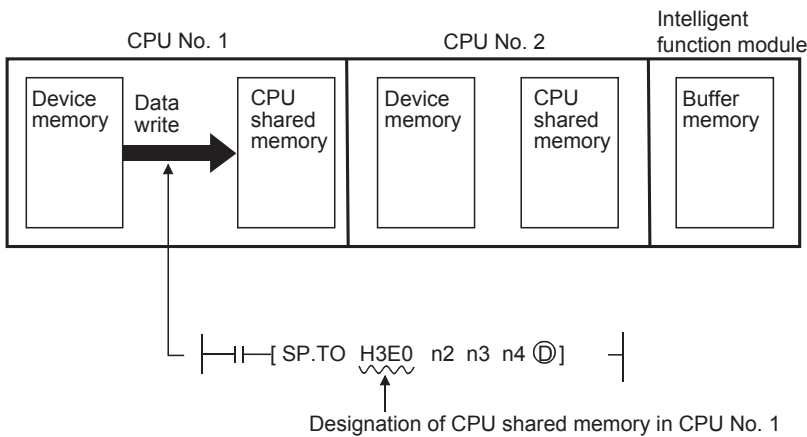 CPU No. 1
CPU No. 2
Intelligent
function module
Device
memory
Data
write
CPU
shared
memory
Device
memory
CPU
shared
memory
Buffer
memory
[ SP.TO H3E0 n2 n3 n4 Ⓓ ]
Designation of CPU shared memory in CPU No. 1